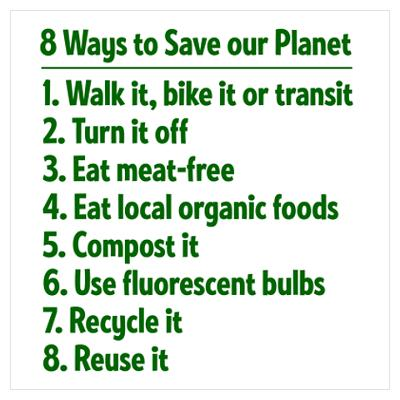 8 Ways to Save our Planet
1. Walk it, bike it or transit
2. Turn it off
3. Eat meat-free
4. Eat local organic foods
5. Compost it
6. Use fluorescent bulbs
7. Recycle it
8. Reuse it